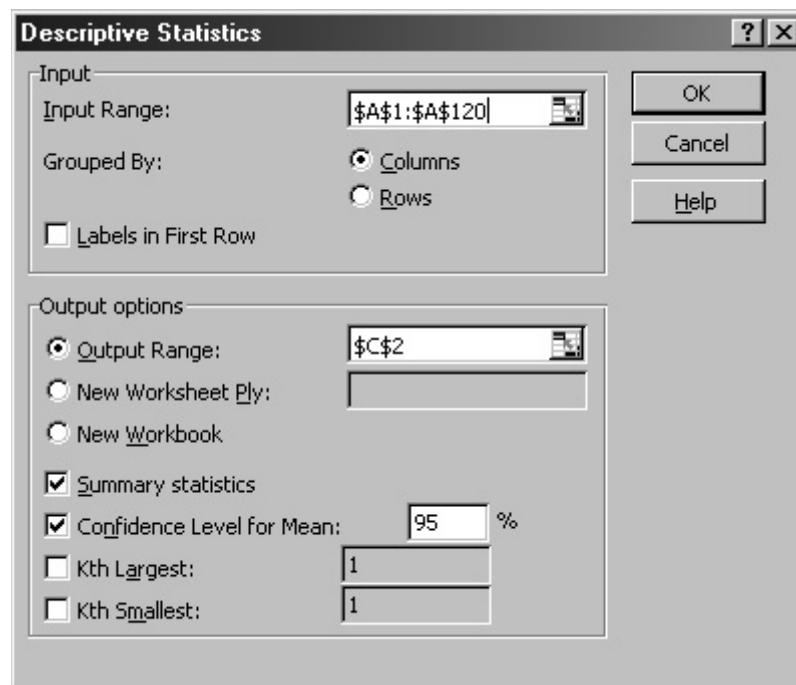 Descriptive Statistics
Input
Input Range: $A$1:$A$120
Grouped By: Columns
Rows
Labels in First Row
OK
Cancel
Help
Output options
Output Range: $C$2
New Worksheet Ply:
New Workbook
Summary statistics
Confidence Level for Mean: 95 %
Kth Largest: 1
Kth Smallest: 1